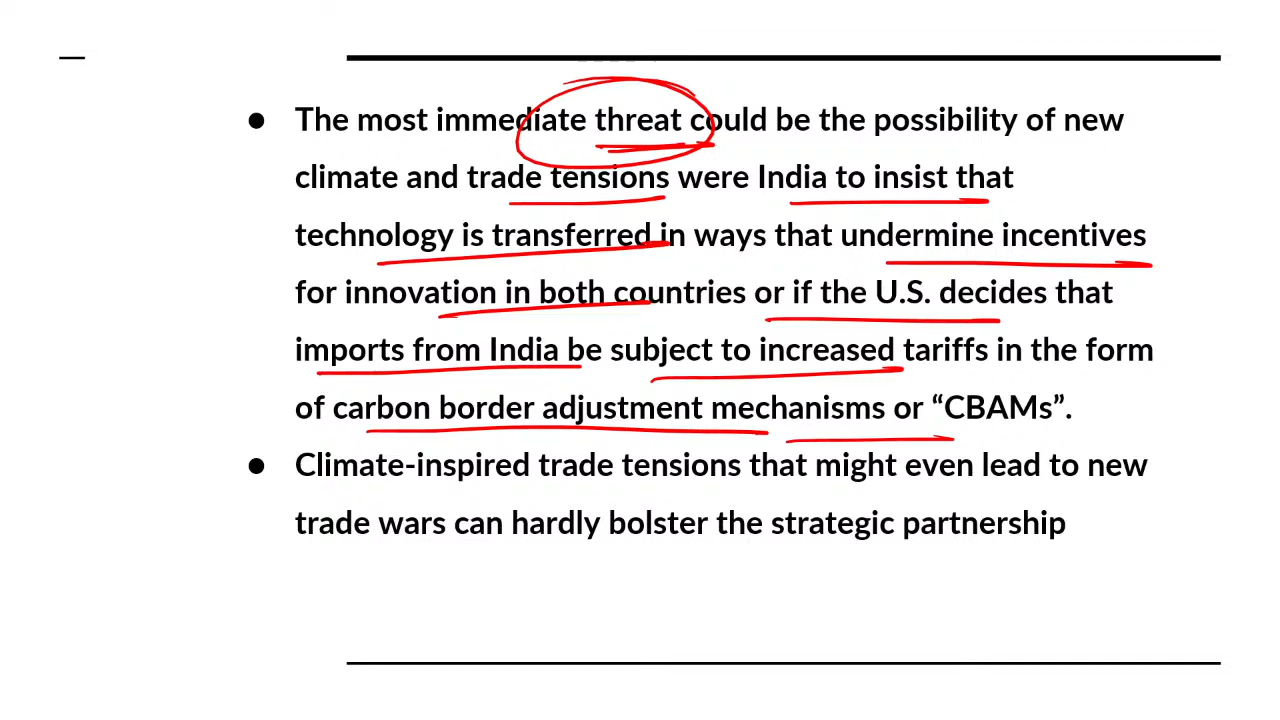 ● The most immediate threat could be the possibility of new
climate and trade tensions were India to insist that
technology is transferred in ways that undermine incentives
for innovation in both countries or if the U.S. decides that
imports from India be subject to increased tariffs in the form
of carbon border adjustment mechanisms or “CBAMs”.
● Climate-inspired trade tensions that might even lead to new
trade wars can hardly bolster the strategic partnership